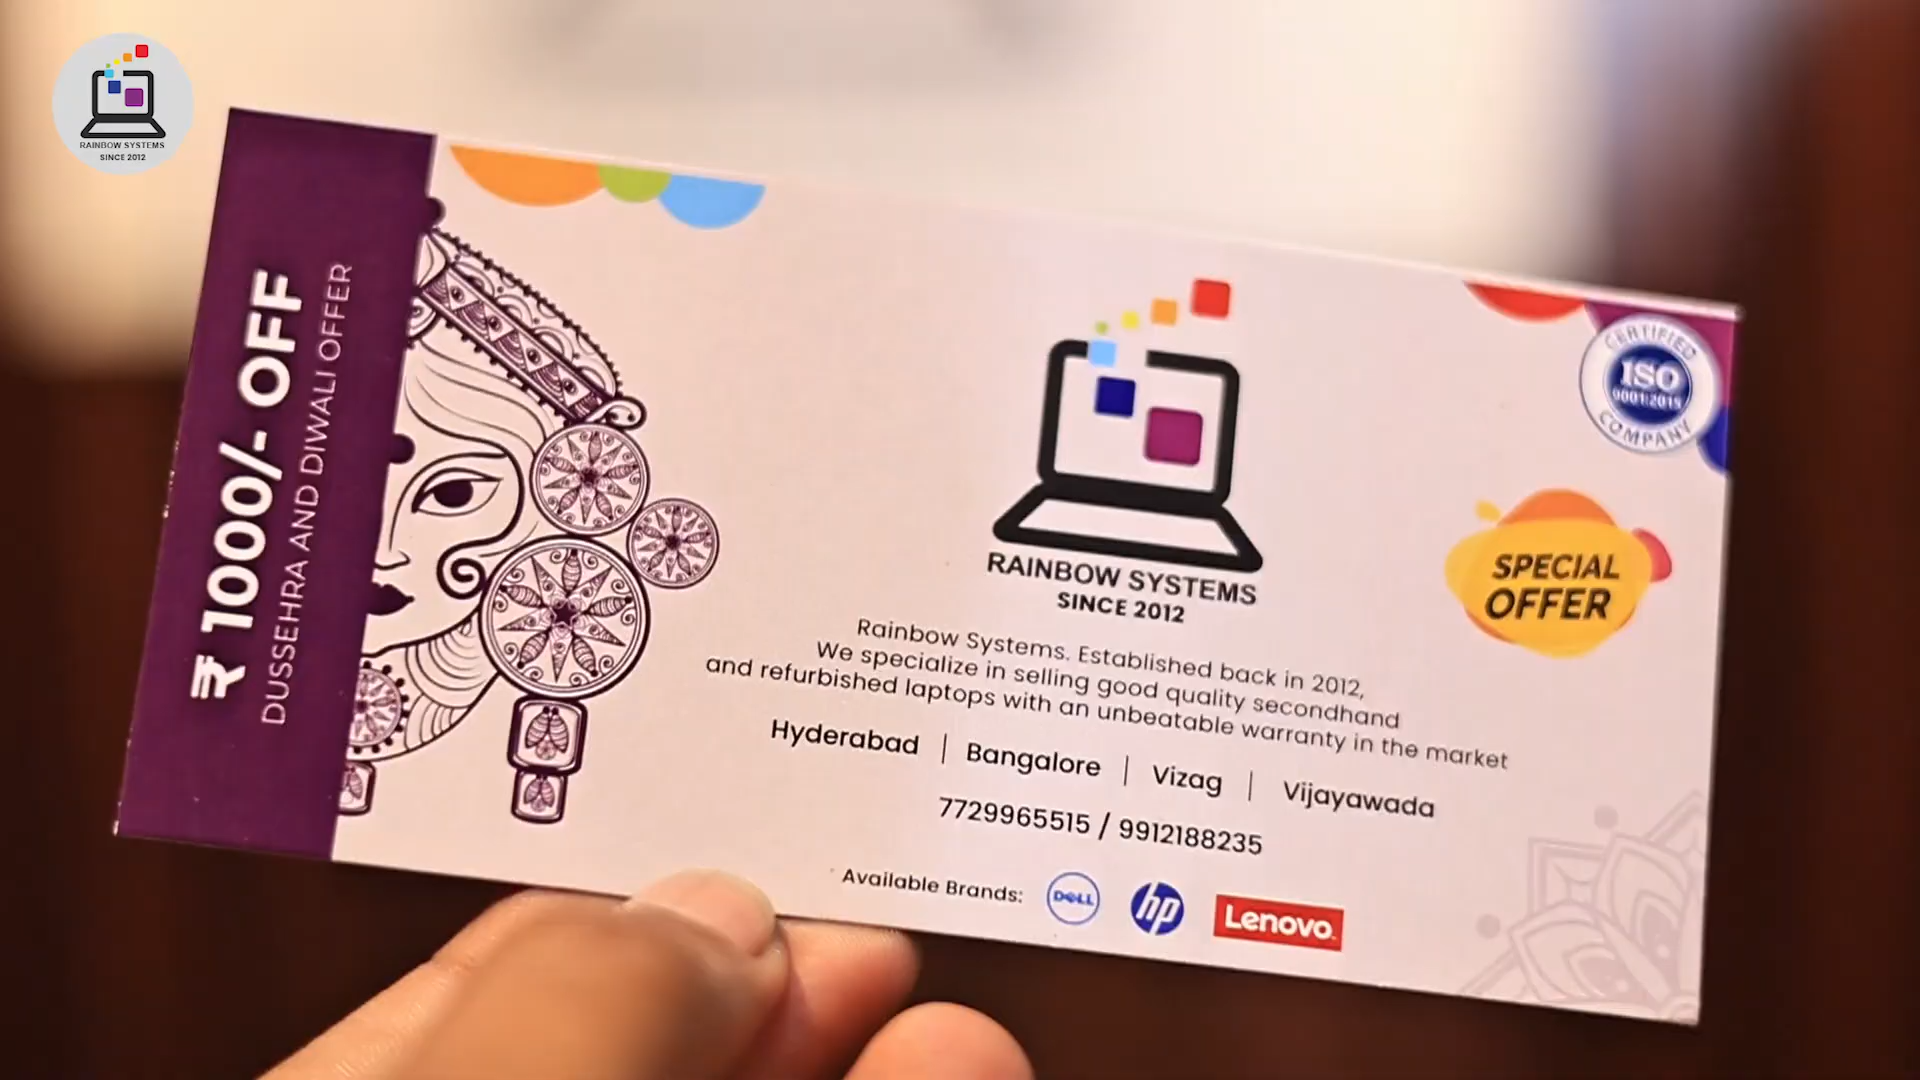 RAINBOW SYSTEMS
SINCE 2012
₹ 1000/- OFF
DUSSEHRA AND DIWALI OFFER
CERTIFIED
ISO
9001:2015
COMPANY
SPECIAL
OFFER
RAINBOW SYSTEMS
SINCE 2012
Rainbow Systems. Established back in 2012,
We specialize in selling good quality secondhand
and refurbished laptops with an unbeatable warranty in the market
Hyderabad | Bangalore | Vizag | Vijayawada
7729965515 / 9912188235
Available Brands: DELL hp Lenovo